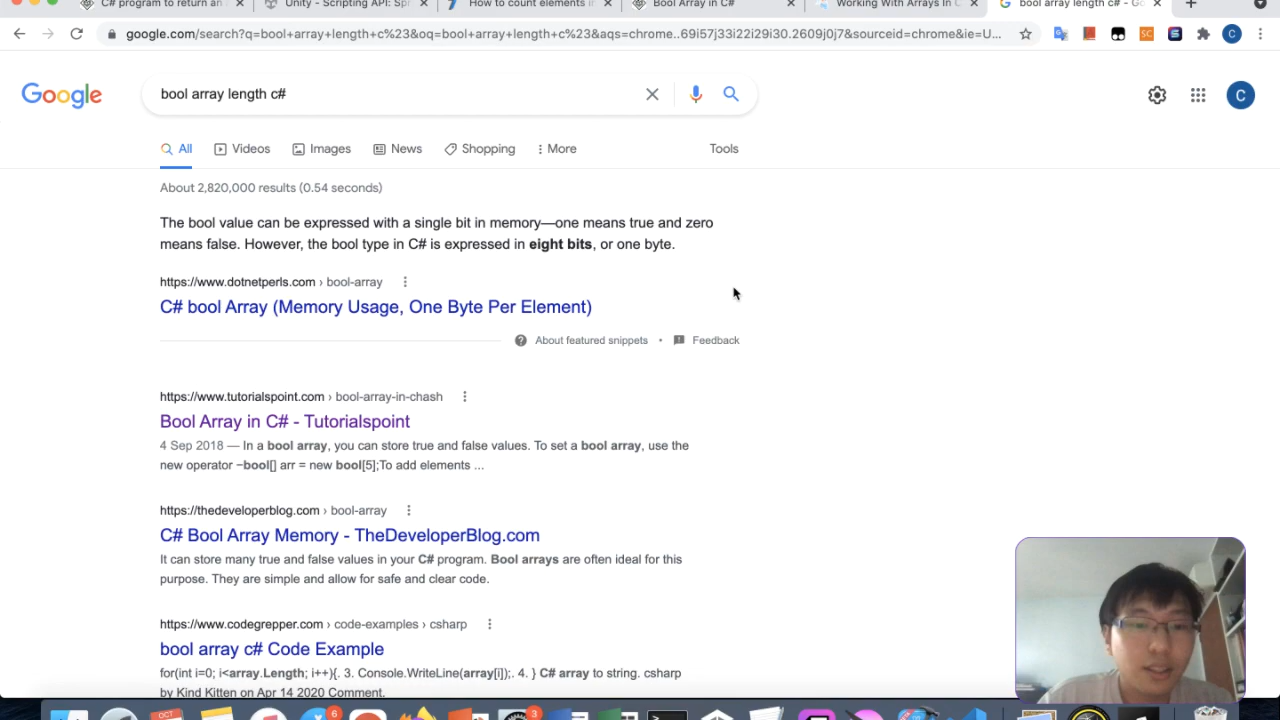 C# program to return an
Unity - Scripting API: Spr
How to count elements in
Bool Array in C#
Working With Arrays In C
bool array length c# - Go
google.com/search?q=bool+array+length+c%23&oq=bool+array+length+c%23&aqs=chrome..69i57j33i22i29i30.2609j0j7&sourceid=chrome&ie=U...
C
Google
bool array length c#
C
All
Videos
Images
News
Shopping
More
Tools
About 2,820,000 results (0.54 seconds)
The bool value can be expressed with a single bit in memory—one means true and zero
means false. However, the bool type in C# is expressed in eight bits, or one byte.
https://www.dotnetperls.com › bool-array
C# bool Array (Memory Usage, One Byte Per Element)
About featured snippets • Feedback
https://www.tutorialspoint.com › bool-array-in-chash
Bool Array in C# - Tutorialspoint
4 Sep 2018 — In a bool array, you can store true and false values. To set a bool array, use the
new operator −bool[] arr = new bool[5];To add elements ...
https://thedeveloperblog.com › bool-array
C# Bool Array Memory - TheDeveloperBlog.com
It can store many true and false values in your C# program. Bool arrays are often ideal for this
purpose. They are simple and allow for safe and clear code.
https://www.codegrepper.com › code-examples › csharp
bool array c# Code Example
for(int i=0; i<array.Length; i++){. 3. Console.WriteLine(array[i]);. 4. } C# array to string. csharp
by Kind Kitten on Apr 14 2020 Comment.
OCT
6
3